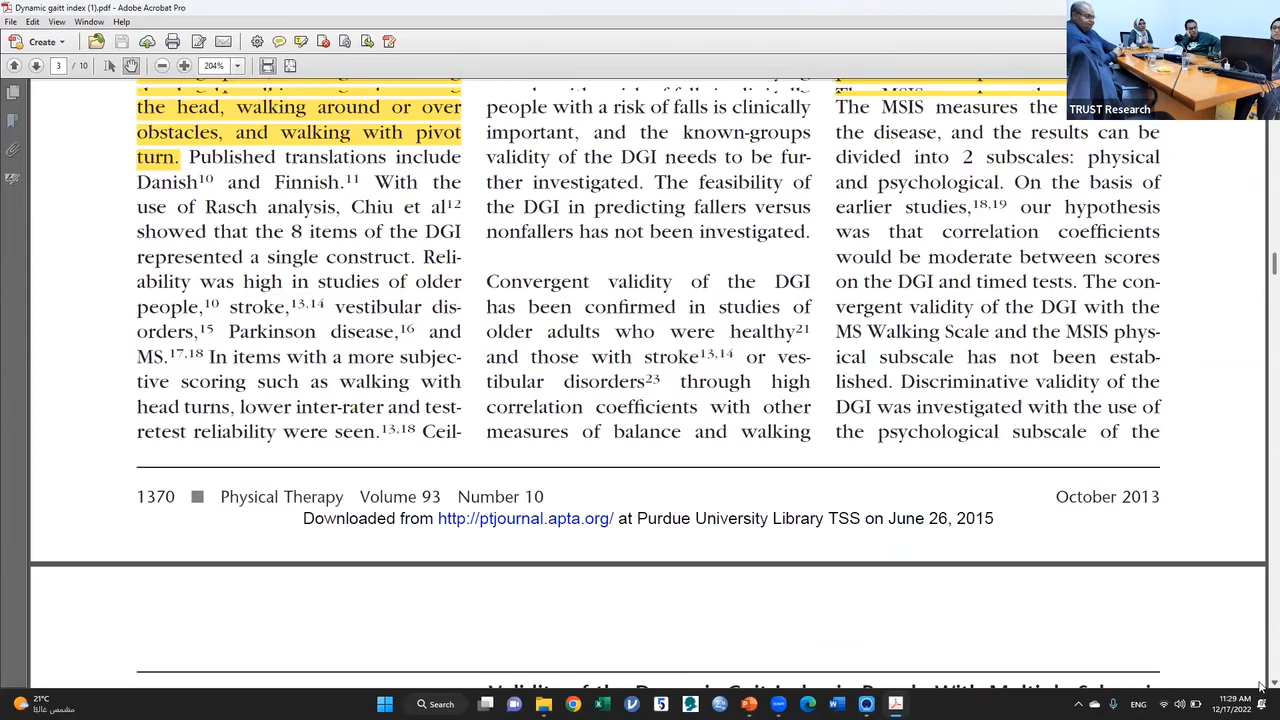 Dynamic gaitt index (1).pdf - Adobe Acrobat Pro
File Edit View Window Help
Create
3 / 10
204%
TRUST Research
the head, walking around or over
obstacles, and walking with pivot
turn. Published translations include
Danish10 and Finnish.11 With the
use of Rasch analysis, Chiu et al12
showed that the 8 items of the DGI
represented a single construct. Reli-
ability was high in studies of older
people,10 stroke,13,14 vestibular dis-
orders,15 Parkinson disease,16 and
MS.17,18 In items with a more subjec-
tive scoring such as walking with
head turns, lower inter-rater and test-
retest reliability were seen.13,18 Ceil-
people with a risk of falls is clinically
important, and the known-groups
validity of the DGI needs to be fur-
ther investigated. The feasibility of
the DGI in predicting fallers versus
nonfallers has not been investigated.
Convergent validity of the DGI
has been confirmed in studies of
older adults who were healthy21
and those with stroke13,14 or ves-
tibular disorders23 through high
correlation coefficients with other
measures of balance and walking
The MSIS measures the
the disease, and the results can be
divided into 2 subscales: physical
and psychological. On the basis of
earlier studies,18,19 our hypothesis
was that correlation coefficients
would be moderate between scores
on the DGI and timed tests. The con-
vergent validity of the DGI with the
MS Walking Scale and the MSIS phys-
ical subscale has not been estab-
lished. Discriminative validity of the
DGI was investigated with the use of
the psychological subscale of the
1370 ■ Physical Therapy Volume 93 Number 10
October 2013
Downloaded from http://ptjournal.apta.org/ at Purdue University Library TSS on June 26, 2015
Validity of the Dynamic Gait Index in People With Multiple Sclerosis
21°C
مشمس غالبًا
Search
ENG
11:29 AM
12/17/2022